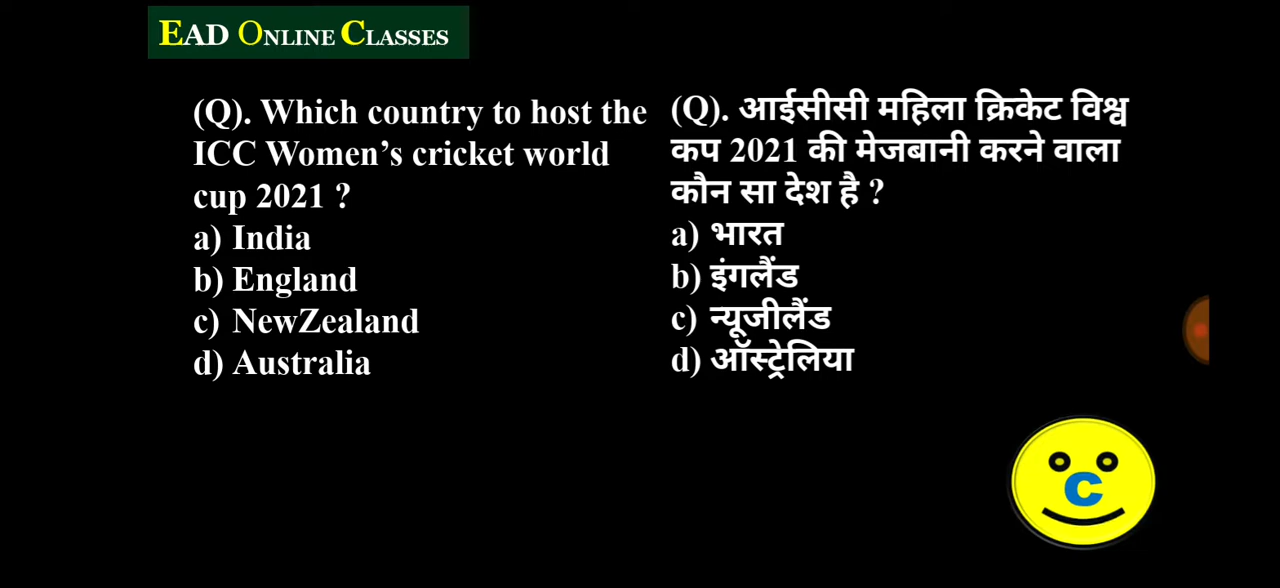 EAD ONLINE CLASSES
(Q). Which country to host the
ICC Women’s cricket world
cup 2021 ?
a) India
b) England
c) NewZealand
d) Australia
(Q). आईसीसी महिला क्रिकेट विश्व
कप 2021 की मेजबानी करने वाला
कौन सा देश है ?
a) भारत
b) इंगलैंड
c) न्यूजीलैंड
d) ऑस्ट्रेलिया
C